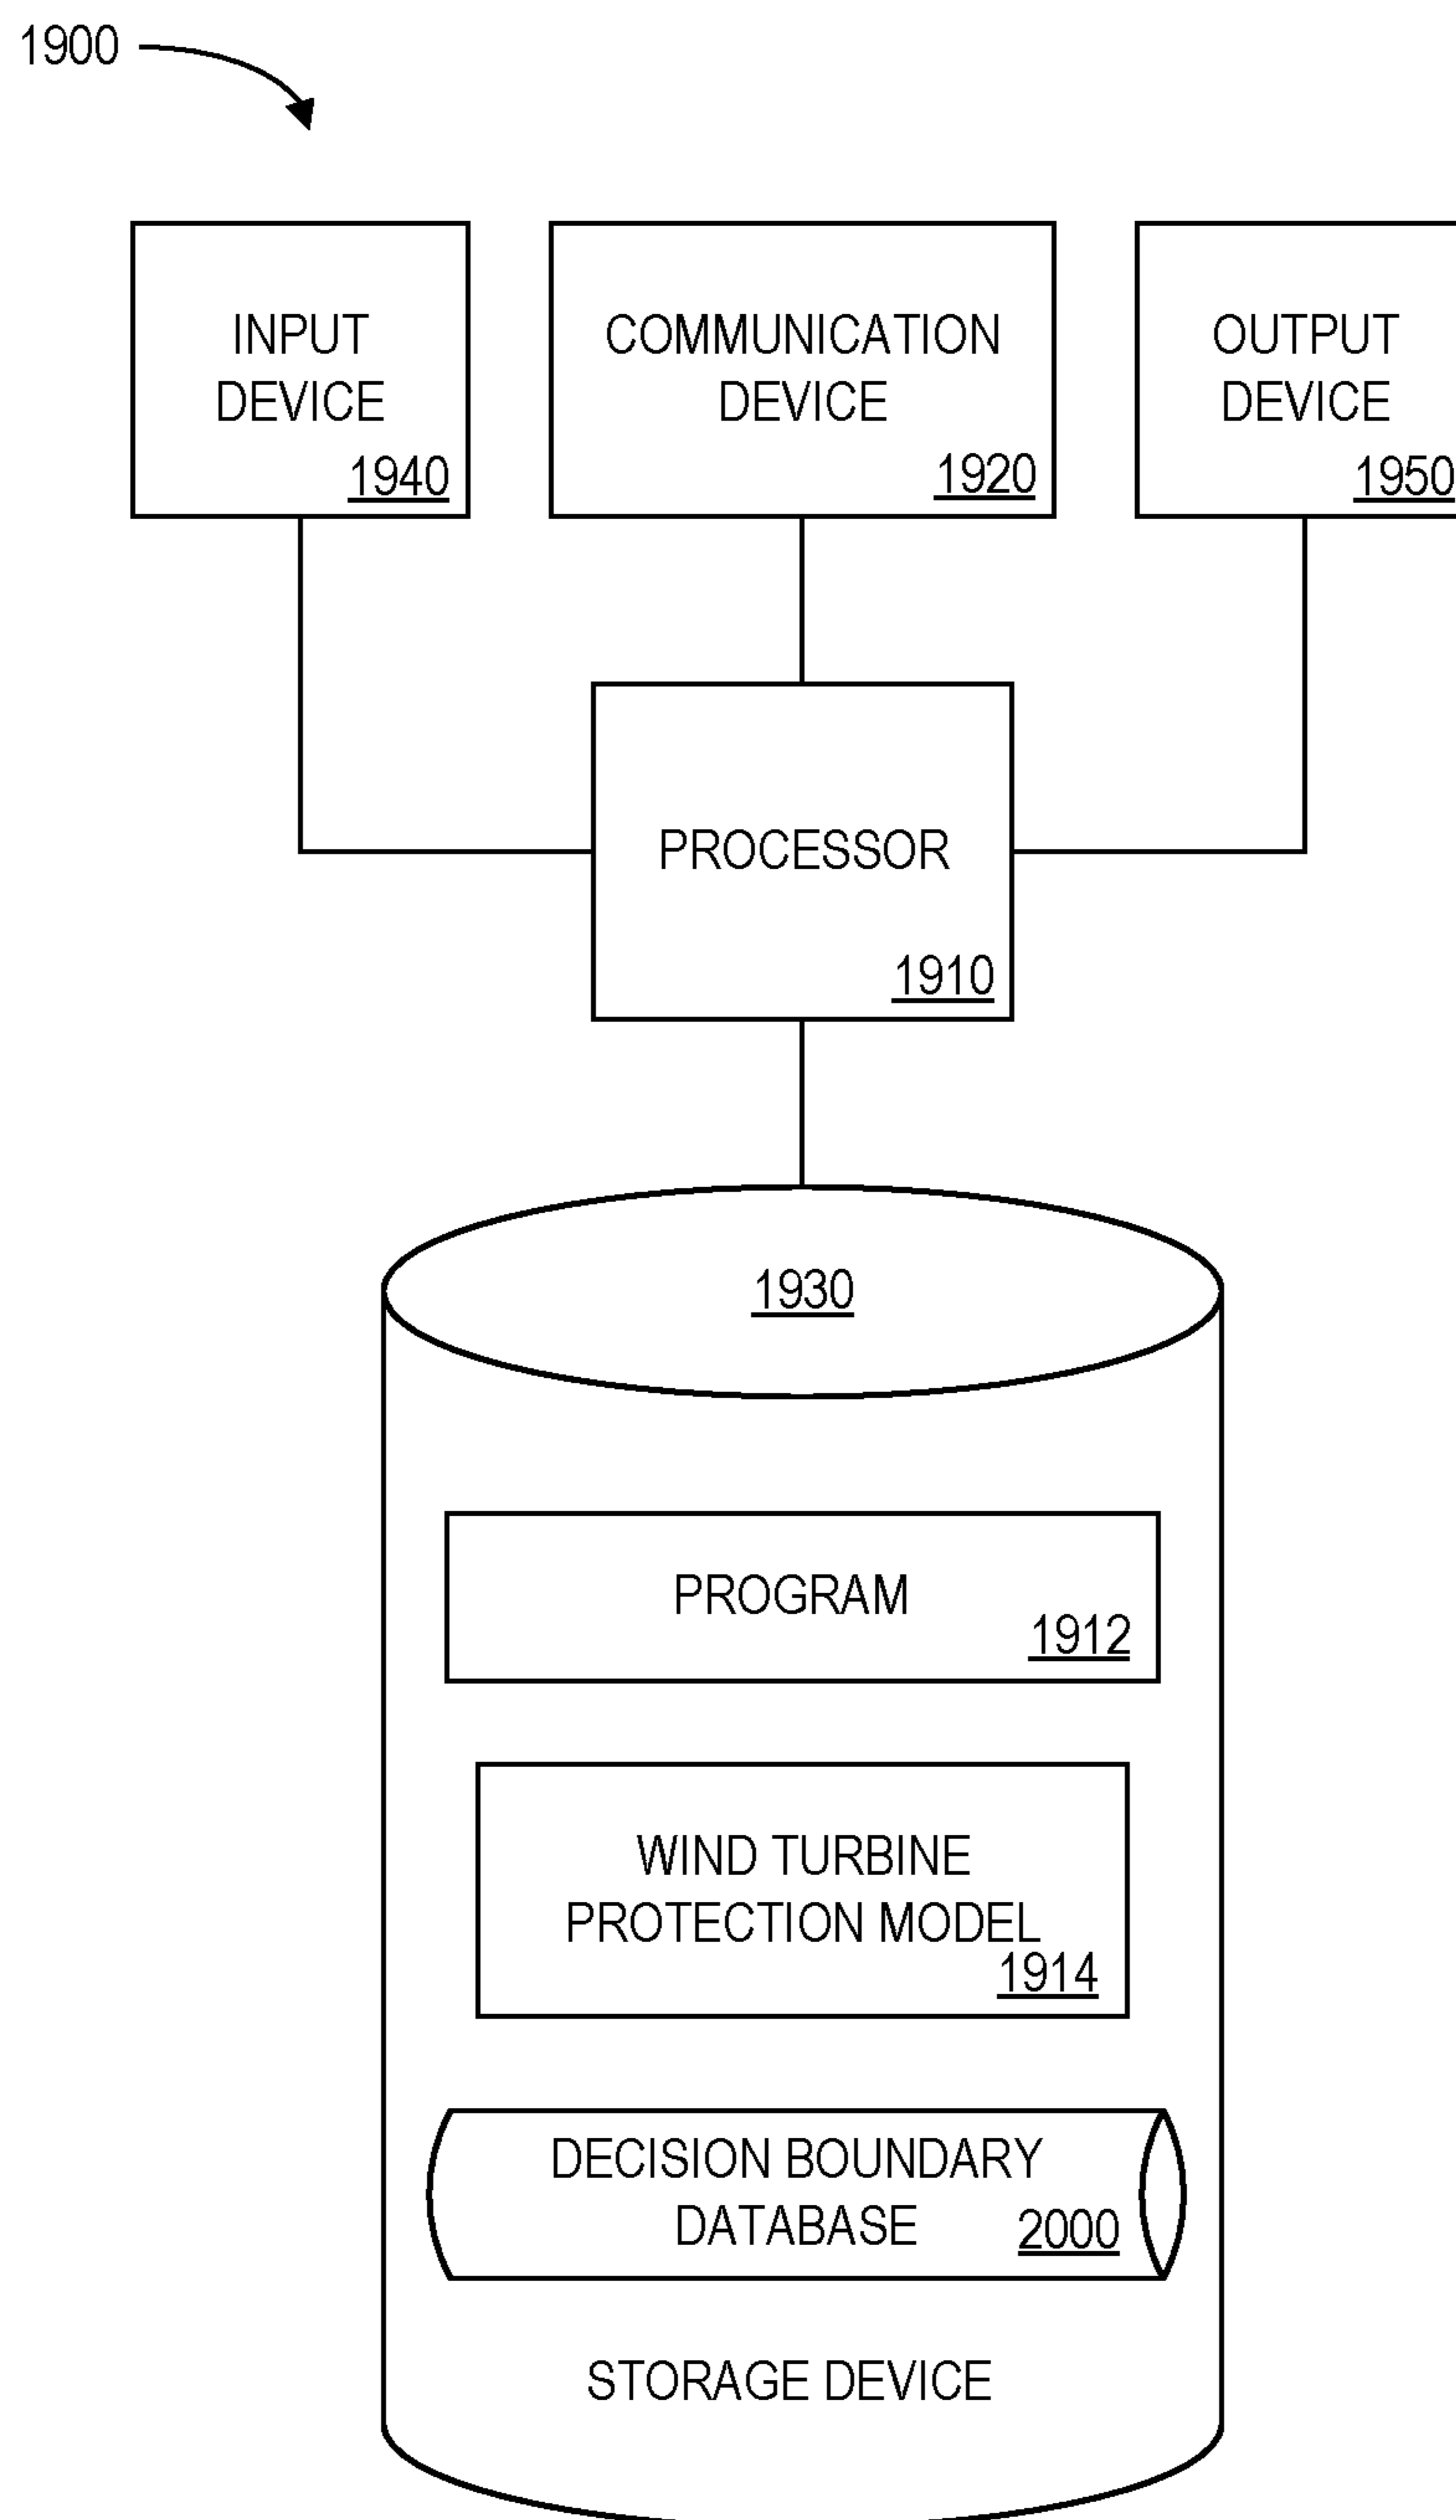 1900
INPUT
DEVICE
1940
COMMUNICATION
DEVICE
1920
OUTPUT
DEVICE
1950
PROCESSOR
1910
1930
PROGRAM
1912
WIND TURBINE
PROTECTION MODEL
1914
DECISION BOUNDARY
DATABASE
2000
STORAGE DEVICE